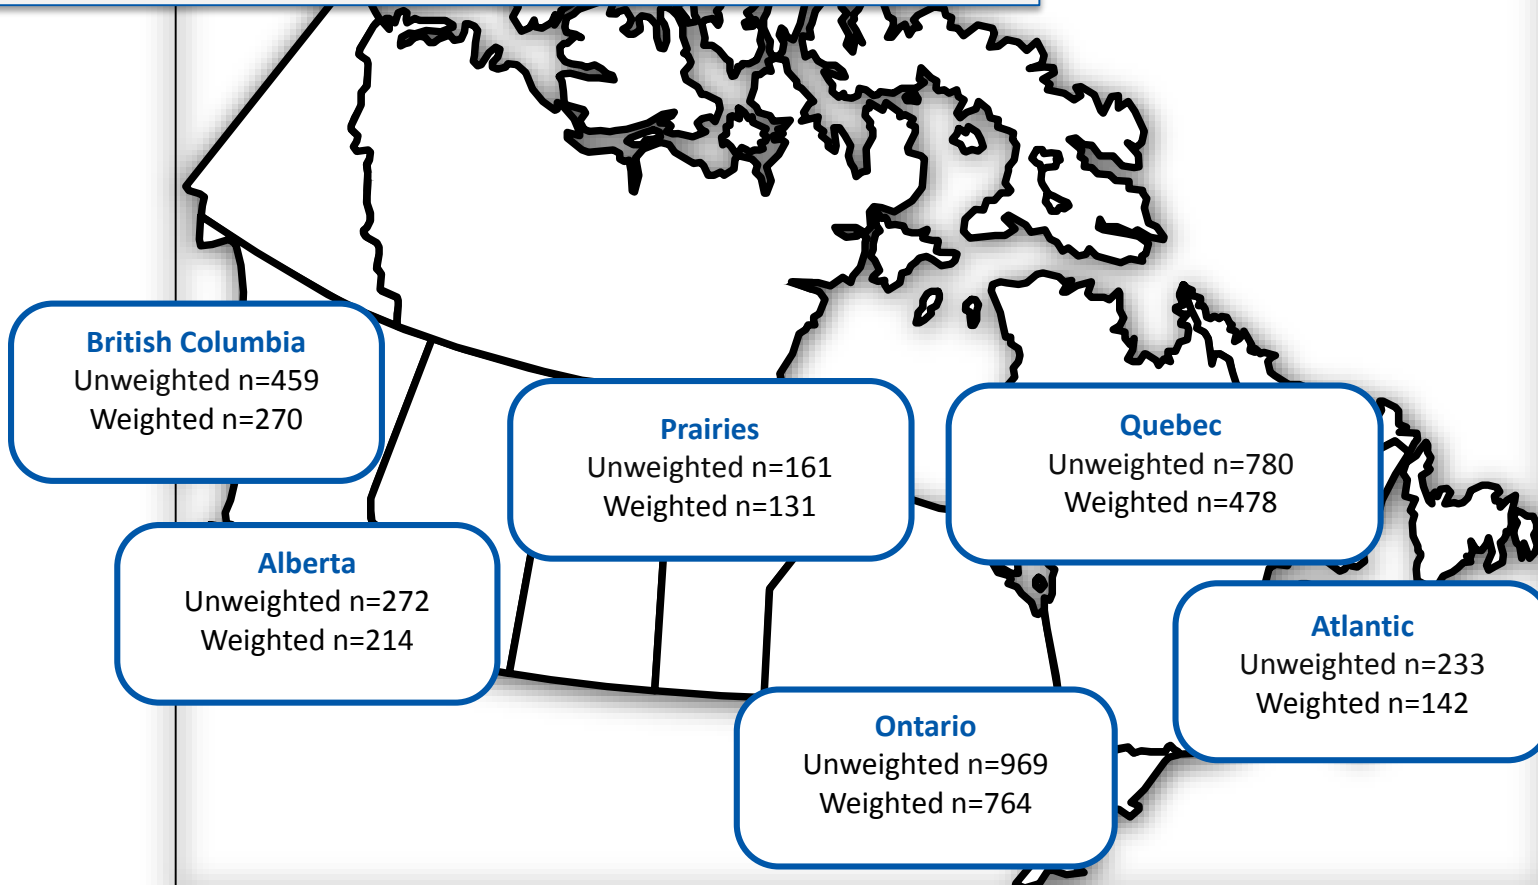 British Columbia
Unweighted n=459
Weighted n=270
Prairies
Unweighted n=161
Weighted n=131
Quebec
Unweighted n=780
Weighted n=478
Alberta
Unweighted n=272
Weighted n=214
Atlantic
Unweighted n=233
Weighted n=142
Ontario
Unweighted n=969
Weighted n=764